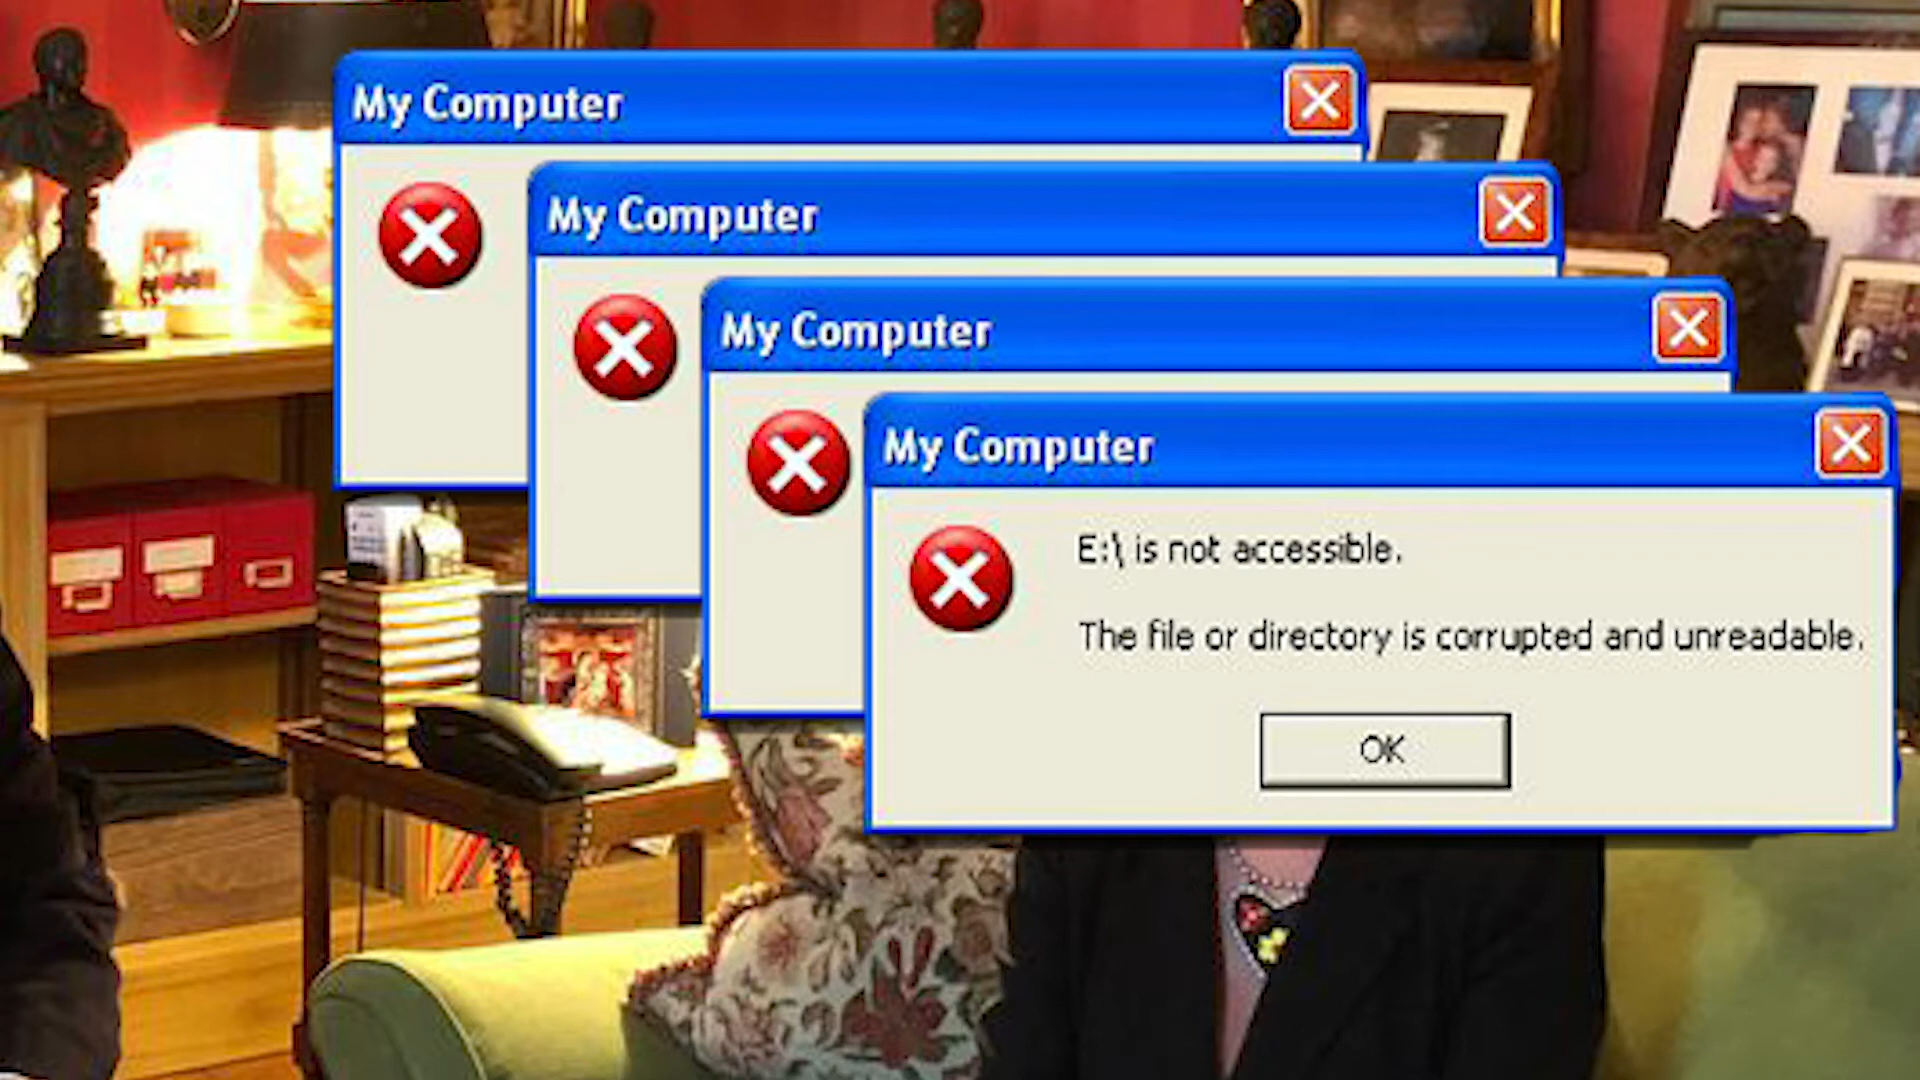 My Computer
My Computer
My Computer
My Computer
E:\ is not accessible.
The file or directory is corrupted and unreadable.
OK